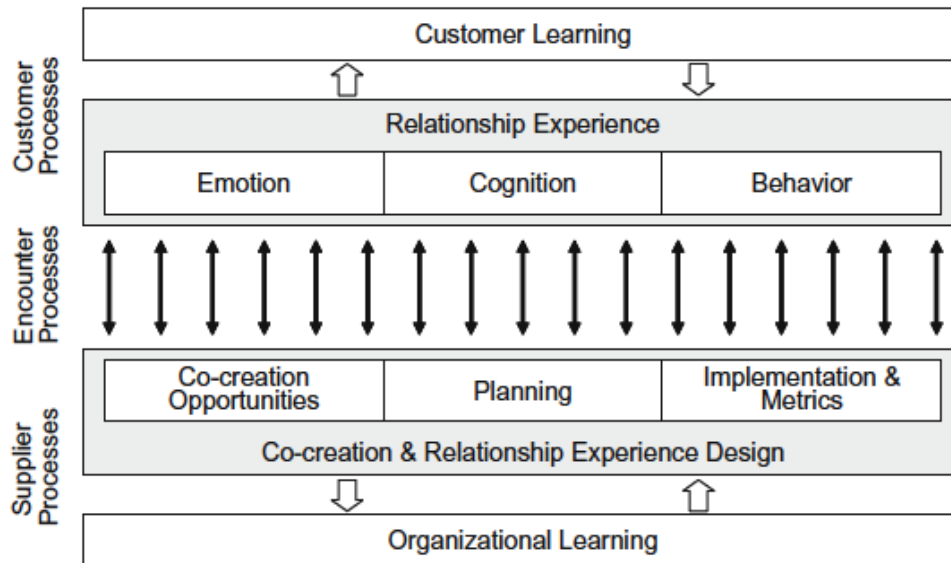 Customer Learning
Customer
Processes
Relationship Experience
Emotion
Cognition
Behavior
Encounter
Processes
Co-creation
Opportunities
Planning
Implementation &
Metrics
Supplier
Processes
Co-creation & Relationship Experience Design
Organizational Learning